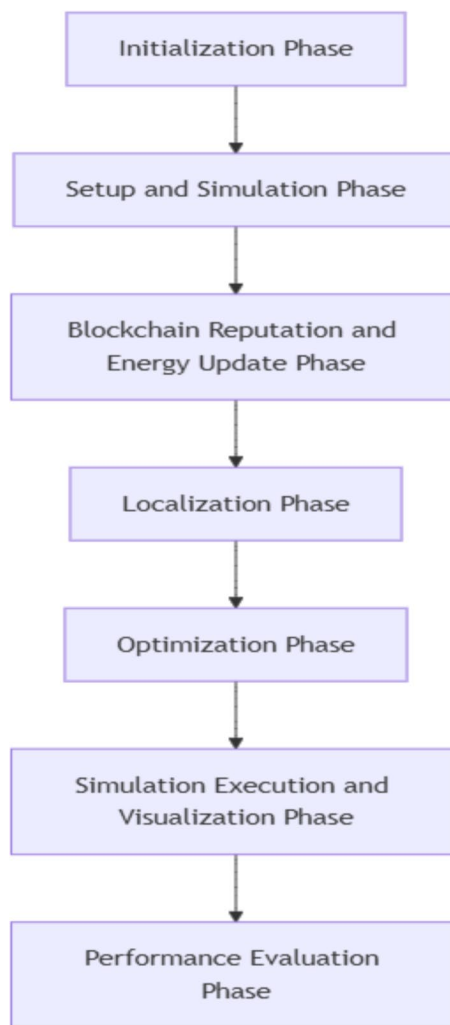 Initialization Phase
Setup and Simulation Phase
Blockchain Reputation and
Energy Update Phase
Localization Phase
Optimization Phase
Simulation Execution and
Visualization Phase
Performance Evaluation
Phase